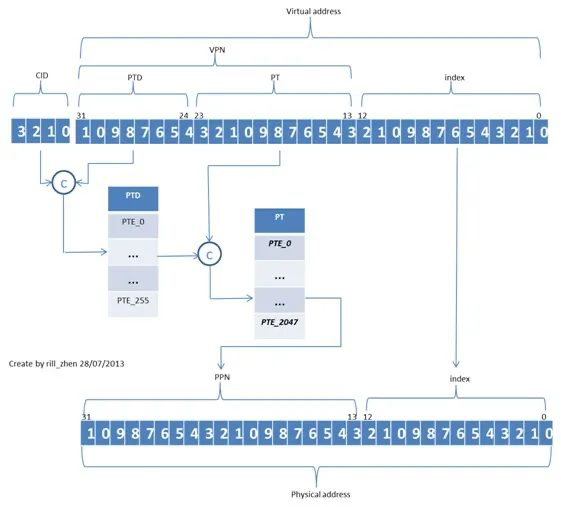 Virtual address
VPN
CID
PTD
PT
index
31
24
23
13
12
0
3 2 1 0
1 0 9 8 7 6 5 4 3 2 1 0 9 8 7 6 5 4 3 2 1 0 9 8 7 6 5 4 3 2 1 0
C
PTD
PTE_0
...
...
PTE_255
C
PT
PTE_0
...
...
PTE_2047
Create by rill_zhen 28/07/2013
PPN
index
31
13
12
0
1 0 9 8 7 6 5 4 3 2 1 0 9 8 7 6 5 4 3 2 1 0 9 8 7 6 5 4 3 2 1 0
Physical address